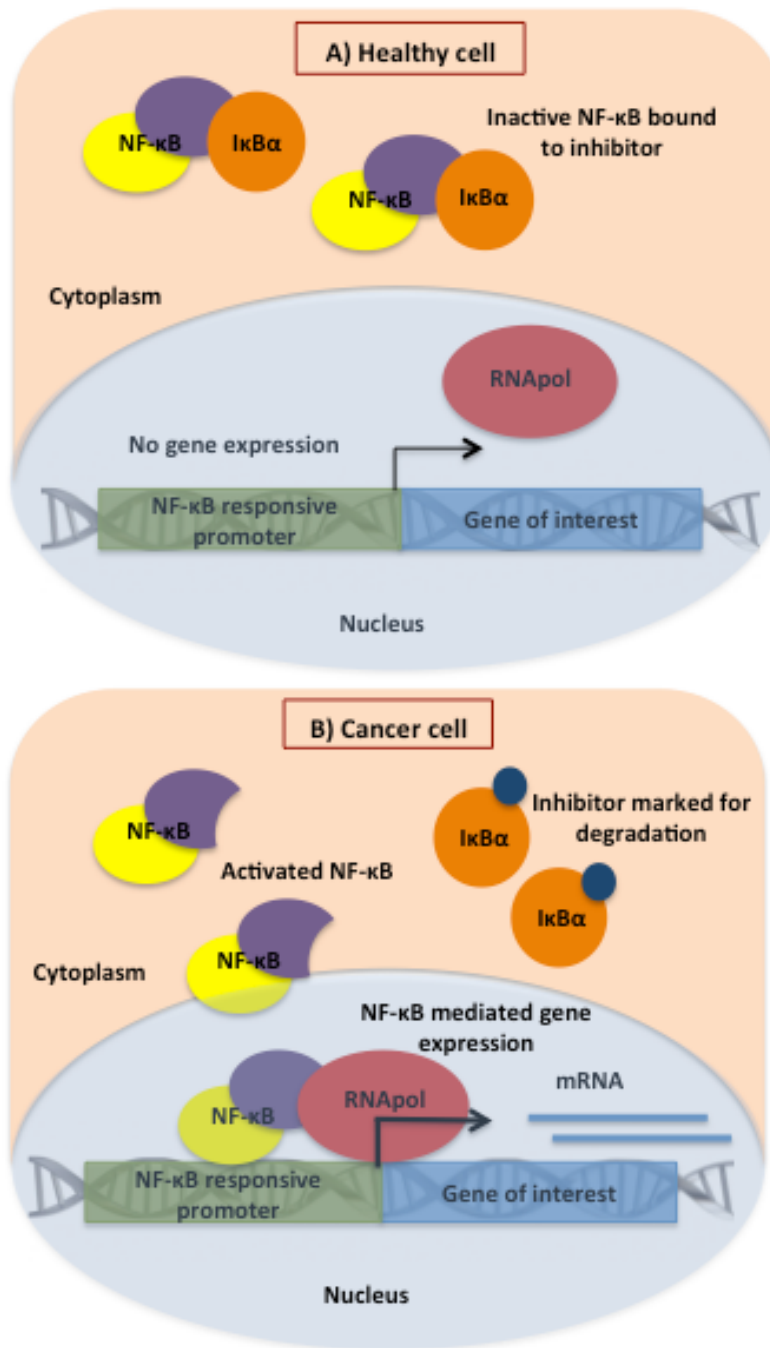 A) Healthy cell
NF-κB
IκBα
Inactive NF-κB bound
to inhibitor
NF-κB
IκBα
Cytoplasm
RNApol
No gene expression
NF-κB responsive
promoter
Gene of interest
Nucleus
B) Cancer cell
NF-κB
IκBα
Inhibitor marked for
degradation
Activated NF-κB
IκBα
NF-κB
Cytoplasm
NF-κB mediated gene
expression
mRNA
NF-κB
RNApol
NF-κB responsive
promoter
Gene of interest
Nucleus